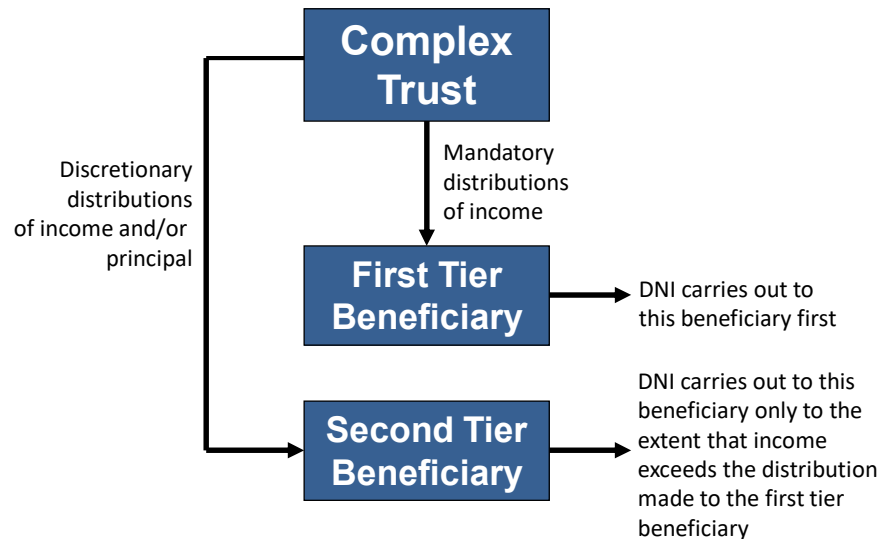 Complex
Trust
Discretionary
distributions
of income and/or
principal
Mandatory
distributions
of income
First Tier
Beneficiary
DNI carries out to
this beneficiary first
Second Tier
Beneficiary
DNI carries out to this
beneficiary only to the
extent that income
exceeds the distribution
made to the first tier
beneficiary